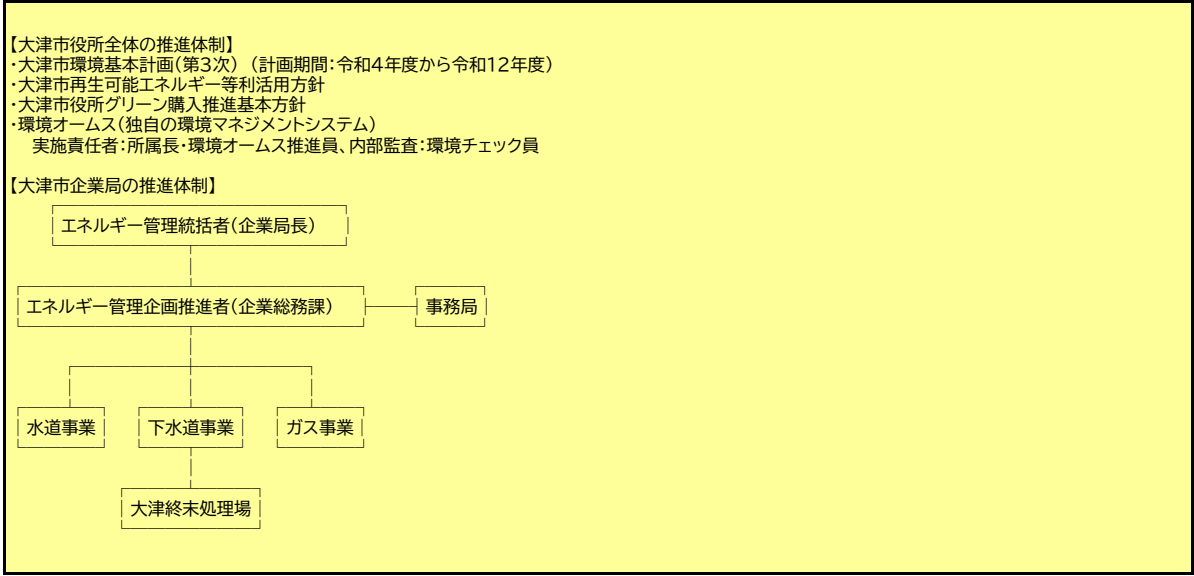 【大津市役所全体の推進体制】
・大津市環境基本計画（第3次）（計画期間：令和4年度から令和12年度）
・大津市再生可能エネルギー等利活用方針
・大津市役所グリーン購入推進基本方針
・環境オームス（独自の環境マネジメントシステム）
実施責任者：所属長・環境オームス推進員、内部監査：環境チェック員
【大津市企業局の推進体制】
エネルギー管理統括者（企業局長）
エネルギー管理企画推進者（企業総務課） 事務局
水道事業 下水道事業 ガス事業
大津終末処理場